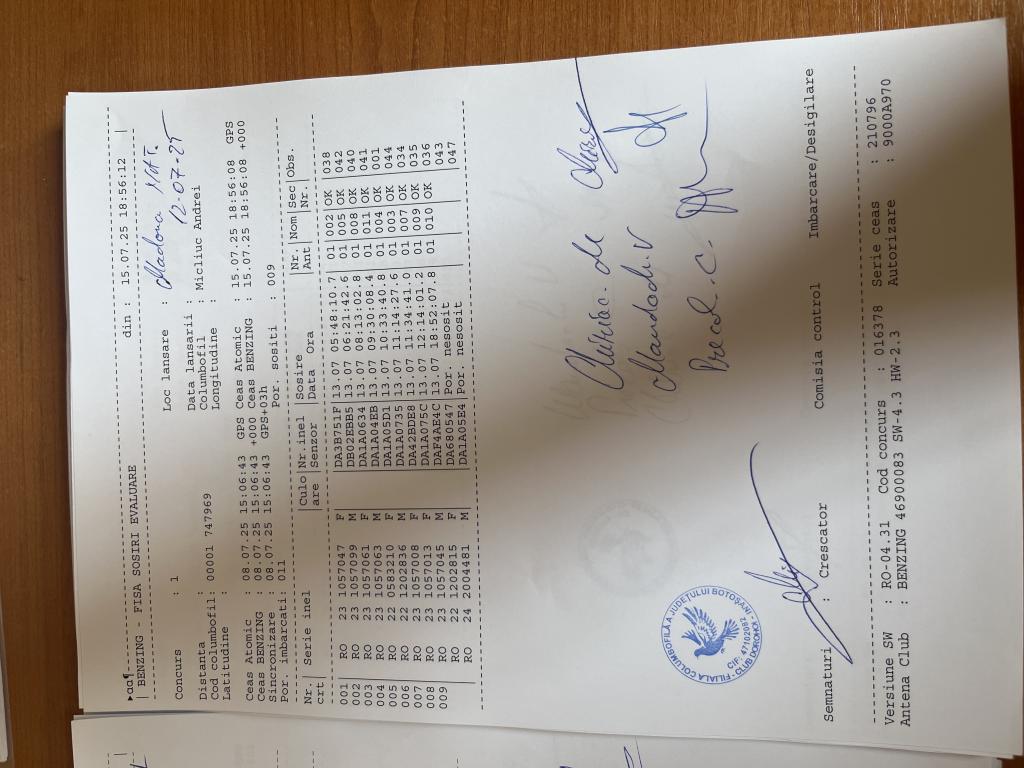 ▸αα¶
| BENZING - FISA SOSIRI EVALUARE din : 15.07.25 18:56:12 |
Concurs : 1 Loc lansare : Madona NAT.
Data lansarii : 12-07-25
Distanta :
Cod columbofil: 00001 747969 Columbofil : Micliuc Andrei
Latitudine : Longitudine :
Ceas Atomic : 08.07.25 15:06:43 GPS Ceas Atomic : 15.07.25 18:56:08 GPS
Ceas BENZING : 08.07.25 15:06:43 +000 Ceas BENZING : 15.07.25 18:56:08 +000
Sincronizare : 08.07.25 15:06:43 GPS+03h
Por. imbarcati: 011 Por. sositi : 009
Nr. | Serie inel |Culo|Nr.inel |Sosire |Nr. |Nom|Sec|Obs.
crt | |are |Senzor |Data Ora |Ant | |Nr.|
001 | RO 23 1057047 F | |DA3B751F|13.07 05:48:10.7| 01|002|OK |038
002 | RO 23 1057099 M | |DB02EBB5|13.07 06:21:42.6| 01|005|OK |042
003 | RO 23 1057061 F | |DA1A0634|13.07 08:13:02.8| 01|008|OK |040
004 | RO 23 1057063 M | |DA1A04EB|13.07 09:30:08.4| 01|011|OK |041
005 | RO 22 0583210 F | |DA1A05D1|13.07 10:33:40.8| 01|004|OK |001
006 | RO 22 1202836 M | |DA1A0735|13.07 11:14:27.6| 01|003|OK |044
007 | RO 22 1057008 F | |DA42BDE8|13.07 11:34:41.0| 01|007|OK |034
008 | RO 23 1057013 F | |DA1A075C|13.07 12:14:01.2| 01|009|OK |035
009 | RO 23 1057045 M | |DAF4AE4C|13.07 18:52:07.8| 01|010|OK |036
RO 22 1202815 F | |DA680547|Por. nesosit |043
RO 24 2004481 M | |DA1A05E4|Por. nesosit |047
FILIALA COLUMBOFILĂ A JUDEȚULUI BOTOȘANI
CIF: 47102082
- CLUB DOROHOI -
Semnaturi : Crescator Comisia control Imbarcare/Desigilare
Versiune SW : RO-04.31 Cod concurs : 016378 Serie ceas : 210796
Antena Club : BENZING 46900083 SW-4.3 HW-2.3 Autorizare : 9000A970